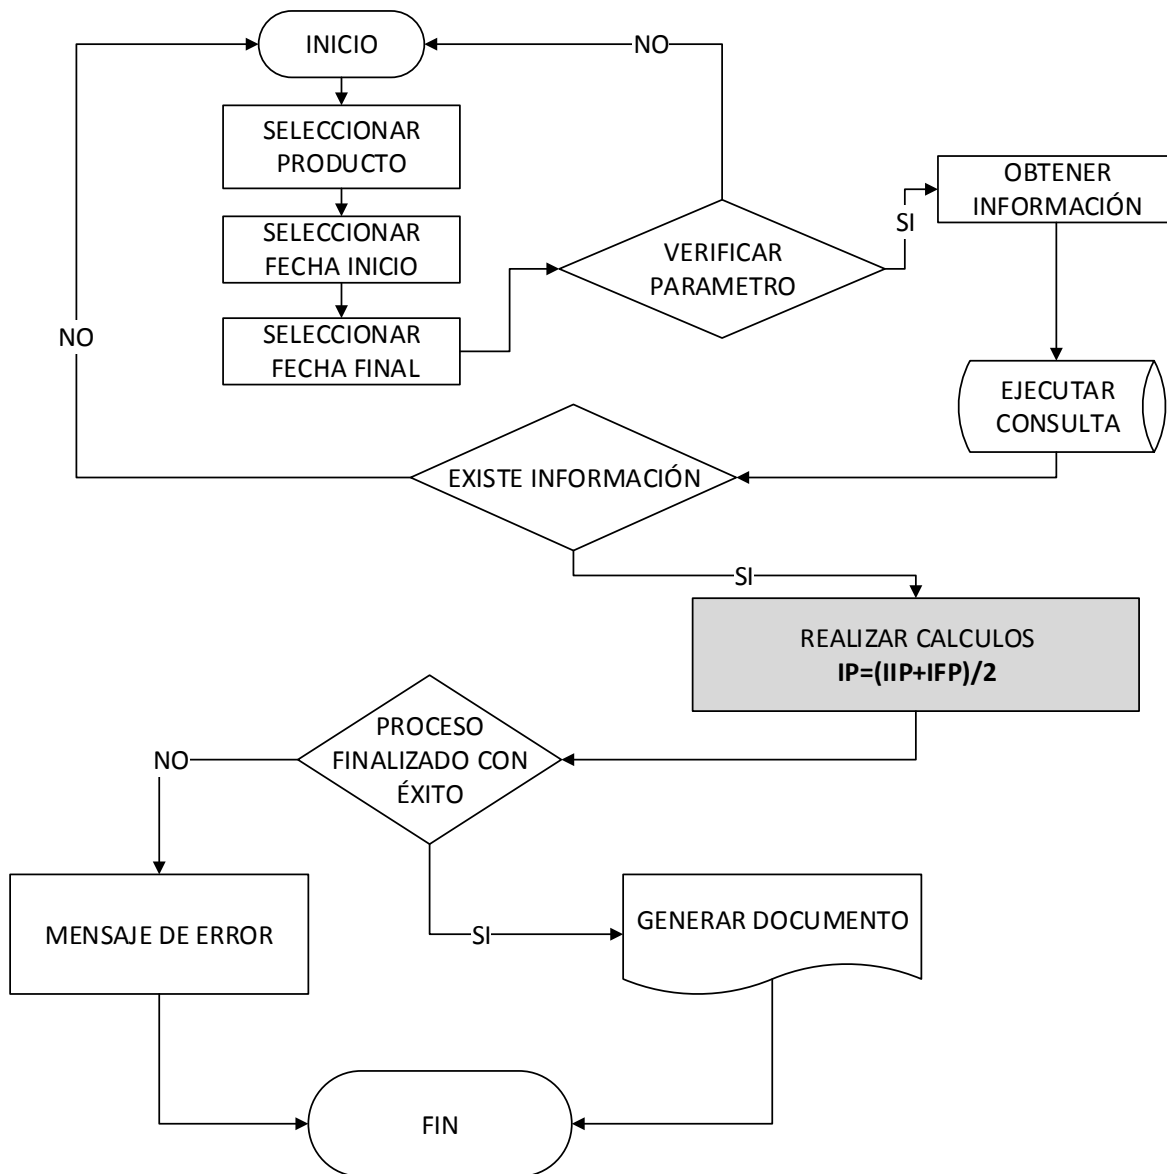 INICIO
NO
SELECCIONAR
PRODUCTO
OBTENER
INFORMACIÓN
SELECCIONAR
FECHA INICIO
VERIFICAR
PARAMETRO
SI
NO
SELECCIONAR
FECHA FINAL
EJECUTAR
CONSULTA
EXISTE INFORMACIÓN
SI
REALIZAR CALCULOS
IP=(IIP+IFP)/2
PROCESO
FINALIZADO CON
ÉXITO
NO
MENSAJE DE ERROR
SI
GENERAR DOCUMENTO
FIN